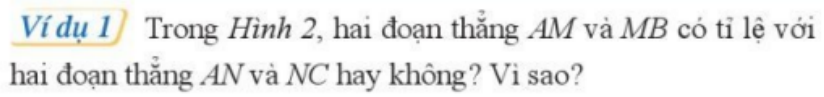 Ví dụ 1 Trong Hình 2, hai đoạn thẳng AM và MB có tỉ lệ với
hai đoạn thẳng AN và NC hay không? Vì sao?